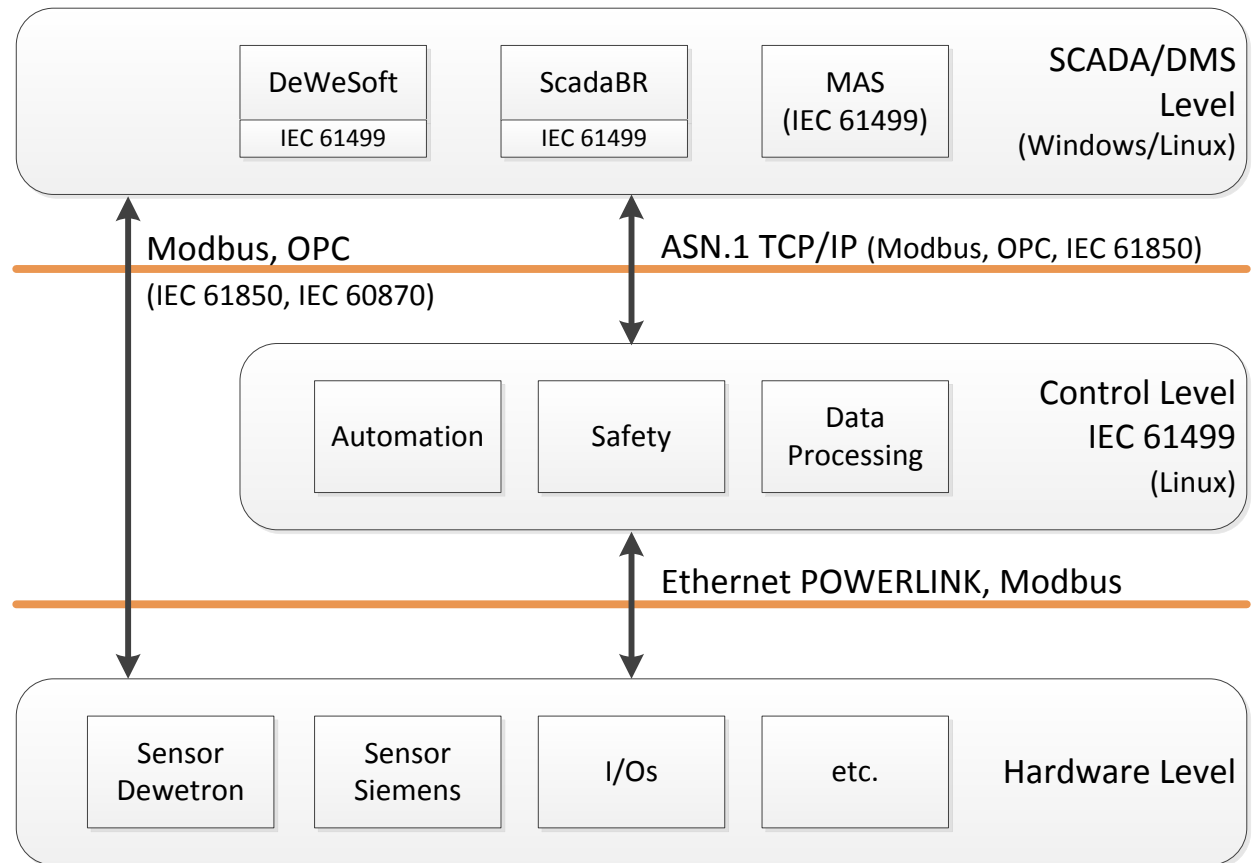 DeWeSoft
IEC 61499
ScadaBR
IEC 61499
MAS
(IEC 61499)
SCADA/DMS
Level
(Windows/Linux)
Modbus, OPC
(IEC 61850, IEC 60870)
ASN.1 TCP/IP (Modbus, OPC, IEC 61850)
Automation
Safety
Data
Processing
Control Level
IEC 61499
(Linux)
Ethernet POWERLINK, Modbus
Sensor
Dewetron
Sensor
Siemens
I/Os
etc.
Hardware Level